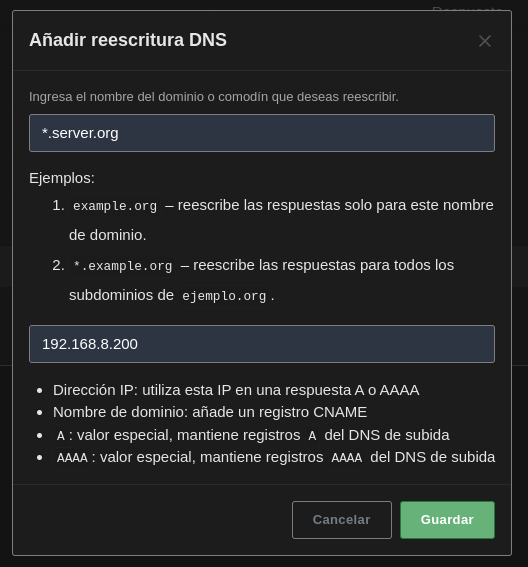 Respuesta
Añadir reescritura DNS
Ingresa el nombre del dominio o comodín que deseas reescribir.
*.server.org
Ejemplos:
1. example.org – reescribe las respuestas solo para este nombre
de dominio.
2. *.example.org – reescribe las respuestas para todos los
subdominios de ejemplo.org.
192.168.8.200
• Dirección IP: utiliza esta IP en una respuesta A o AAAA
• Nombre de dominio: añade un registro CNAME
• A: valor especial, mantiene registros A del DNS de subida
• AAAA: valor especial, mantiene registros AAAA del DNS de subida
Cancelar
Guardar